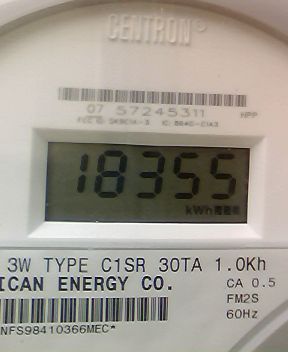 CENTRON®
07 57245311 HPP
18355
kWh
3W TYPE C1SR 30TA 1.0Kh
ICAN ENERGY CO. CA 0.5
FM2S
NFS98410366MEC* 60Hz